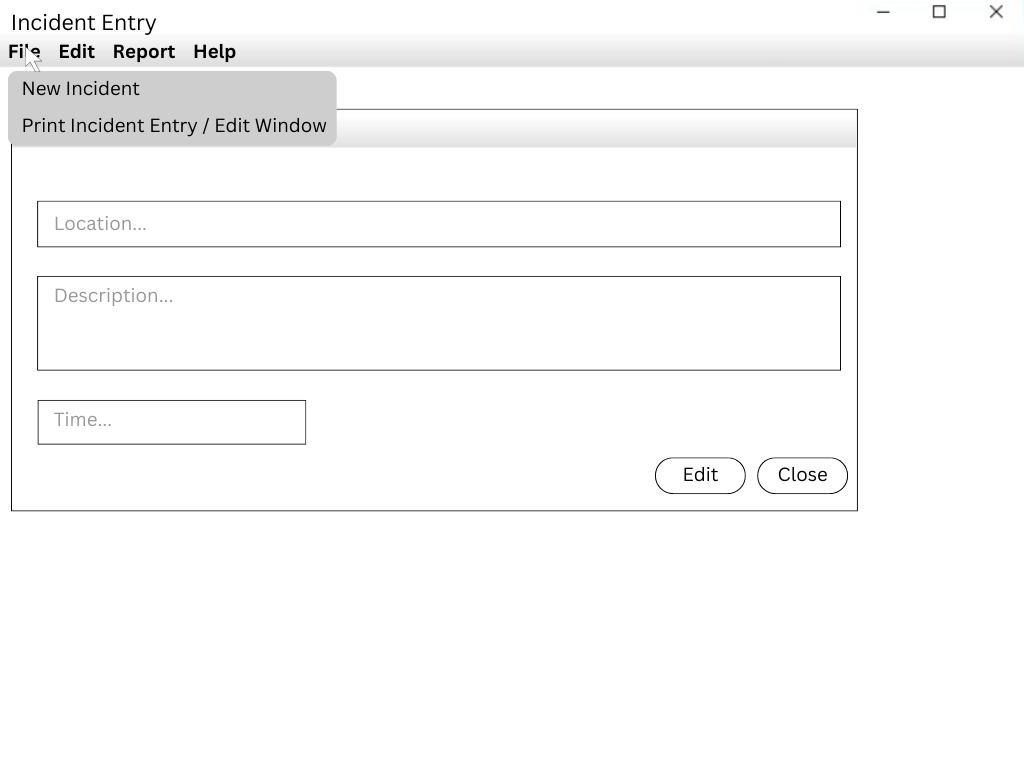 Incident Entry
File Edit Report Help
New Incident
Print Incident Entry / Edit Window
Location...
Description...
Time...
Edit Close